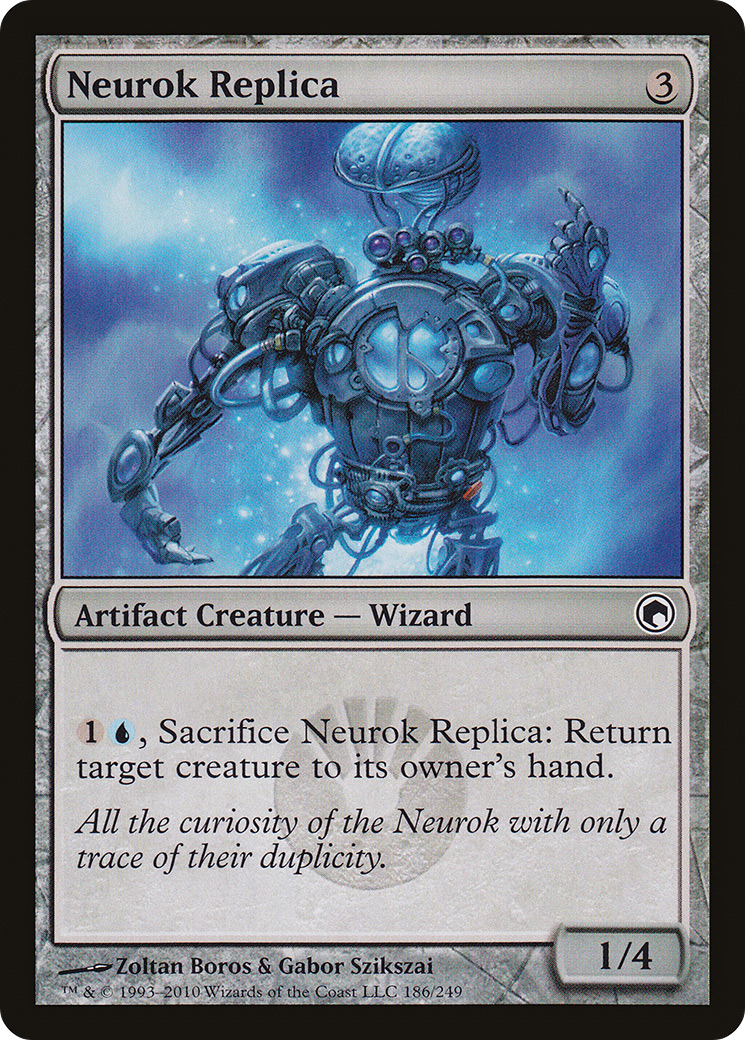 Neurok Replica 3
Artifact Creature — Wizard
1, Sacrifice Neurok Replica: Return
target creature to its owner's hand.
All the curiosity of the Neurok with only a
trace of their duplicity.
1/4
Zoltan Boros & Gabor Szikszai
™ & © 1993–2010 Wizards of the Coast LLC 186/249